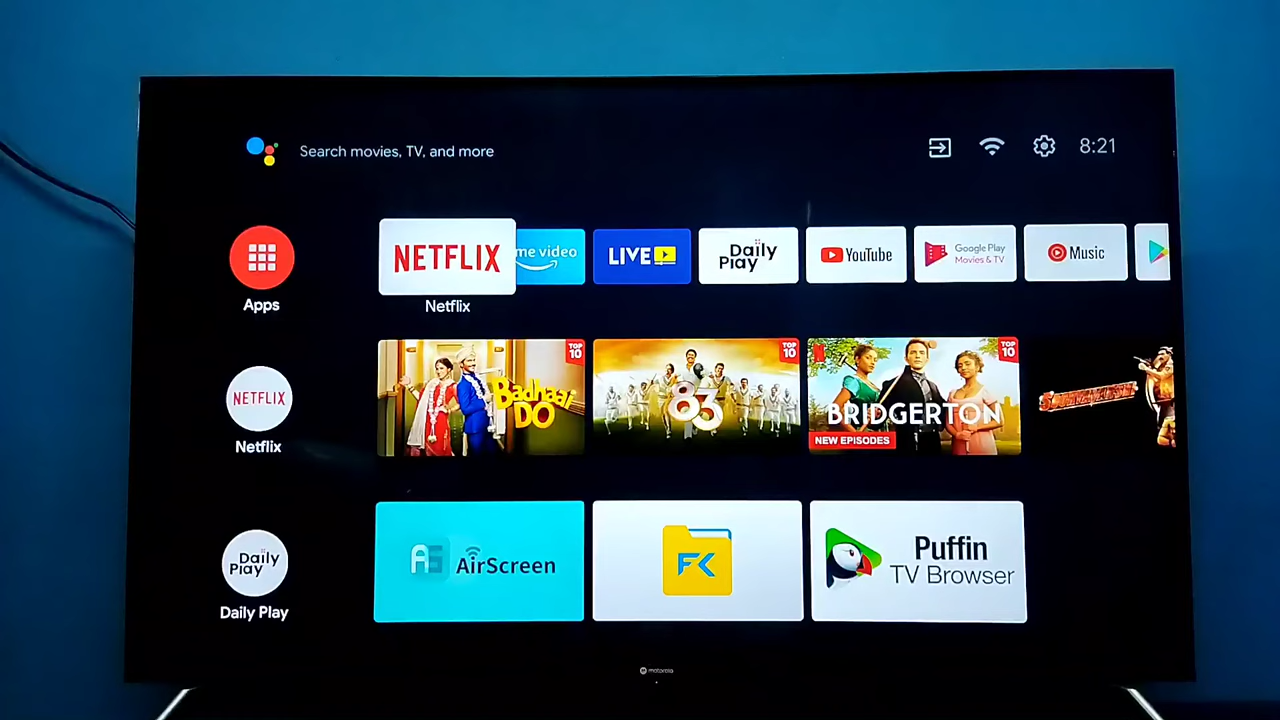 Search movies, TV, and more
8:21
NETFLIX
me video
LIVE
Daily
Play
YouTube
Google Play
Movies & TV
Music
Apps
Netflix
TOP
10
Badhaai
DO
TOP
10
83
TOP
10
BRIDGERTON
NEW EPISODES
NETFLIX
Netflix
Daily
Play
Daily Play
AS
AirScreen
FK
Puffin
TV Browser
motorola